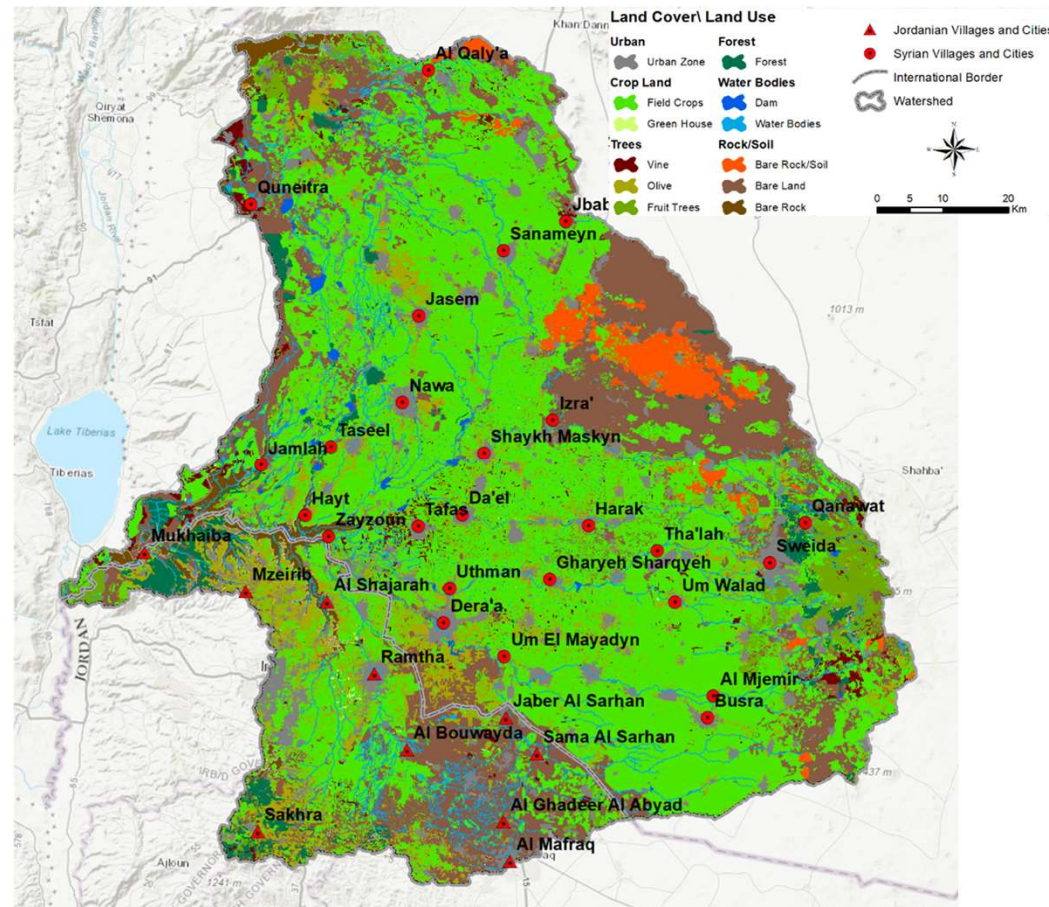 Land Cover\ Land Use
Urban
Urban Zone
Crop Land
Field Crops
Green House
Trees
Vine
Olive
Fruit Trees
Forest
Forest
Water Bodies
Dam
Water Bodies
Rock/Soil
Bare Rock/Soil
Bare Land
Bare Rock
Jordanian Villages and Cities
Syrian Villages and Cities
International Border
Watershed
0 10 20
Km
Khan Dann
Al Qaly'a
Qiryat
Shemona
977
Jordan River
Quneitra
Jbab
Sanameyn
91
1013 m
Tsfat
Jasem
Nawa
Izra'
Lake Tiberias
Taseel
Shaykh Maskyn
Tiberias
Jamlah
Shahba'
Hayt
Da'el
Tafas
Harak
Qanawat
Zayzoun
Mukhaiba
Tha'lah
Sweida
Mzeirib
Al Shajarah
Uthman
Gharyeh Sharqyeh
Um Walad
Dera'a
JORDAN
Um El Mayadyn
Ramtha
Al Mjemir
Jaber Al Sarhan
Busra
Al Bouwayda
Sama Al Sarhan
437 m
Al Ghadeer Al Abyad
Sakhra
Al Mafraq
Ajloun
1241 m
15